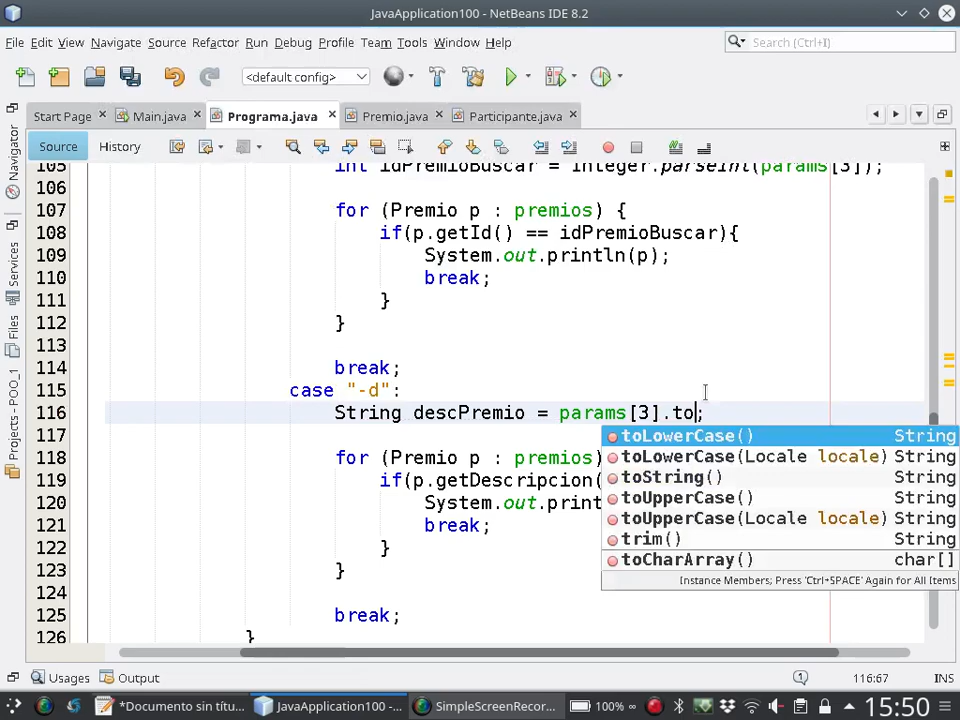 JavaApplication100 - NetBeans IDE 8.2
File Edit View Navigate Source Refactor Run Debug Profile Team Tools Window Help
Search (Ctrl+I)
<default config>
Start Page Main.java Programa.java Premio.java Participante.java
Source History
Navigator
Services
Files
Projects - POO_1
105 int idPremioBuscar = Integer.parseInt(params[3]);
106
107 for (Premio p : premios) {
108 if(p.getId() == idPremioBuscar){
109 System.out.println(p);
110 break;
111 }
112 }
113
114 break;
115 case "-d":
116 String descPremio = params[3].to;
117
118 for (Premio p : premios)
119 if(p.getDescripcion(
120 System.out.print
121 break;
122 }
123 }
124
125 break;
126 }
toLowerCase() String
toLowerCase(Locale locale) String
toString() String
toUpperCase() String
toUpperCase(Locale locale) String
trim() String
toCharArray() char[]
Instance Members; Press 'Ctrl+SPACE' Again for All Items
Usages Output
1
116:67 INS
*Documento sin títu... JavaApplication100 -... SimpleScreenRecor... 100% 15:50